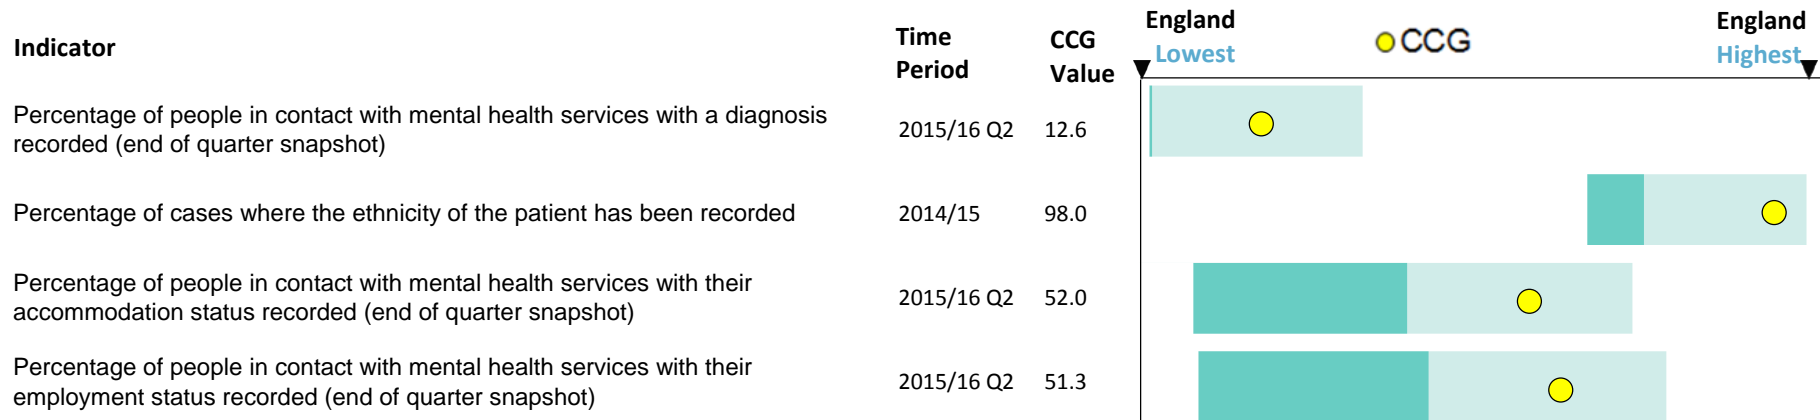 Indicator
Time Period
CCG Value
England Lowest
CCG
England Highest
Percentage of people in contact with mental health services with a diagnosis
recorded (end of quarter snapshot)
2015/16 Q2
12.6
Percentage of cases where the ethnicity of the patient has been recorded
2014/15
98.0
Percentage of people in contact with mental health services with their
accommodation status recorded (end of quarter snapshot)
2015/16 Q2
52.0
Percentage of people in contact with mental health services with their
employment status recorded (end of quarter snapshot)
2015/16 Q2
51.3